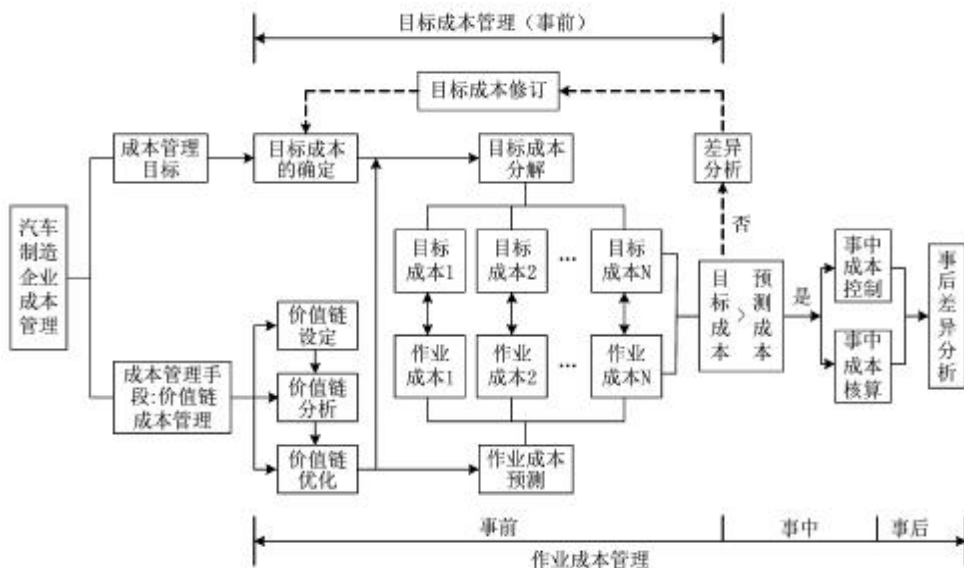 目标成本管理（事前）
目标成本修订
成本管理
目标
目标成本
的确定
目标成本
分解
差异
分析
否
汽车
制造
企业
成本
管理
目标
成本1
目标
成本2
...
目标
成本N
目标成本
>
预测成本
是
事中
成本
控制
事后差异分析
价值链
设定
作业
成本1
作业
成本2
...
作业
成本N
事中
成本
核算
成本管理手
段:价值链
成本管理
价值链
分析
价值链
优化
作业成本
预测
事前
事中
事后
作业成本管理